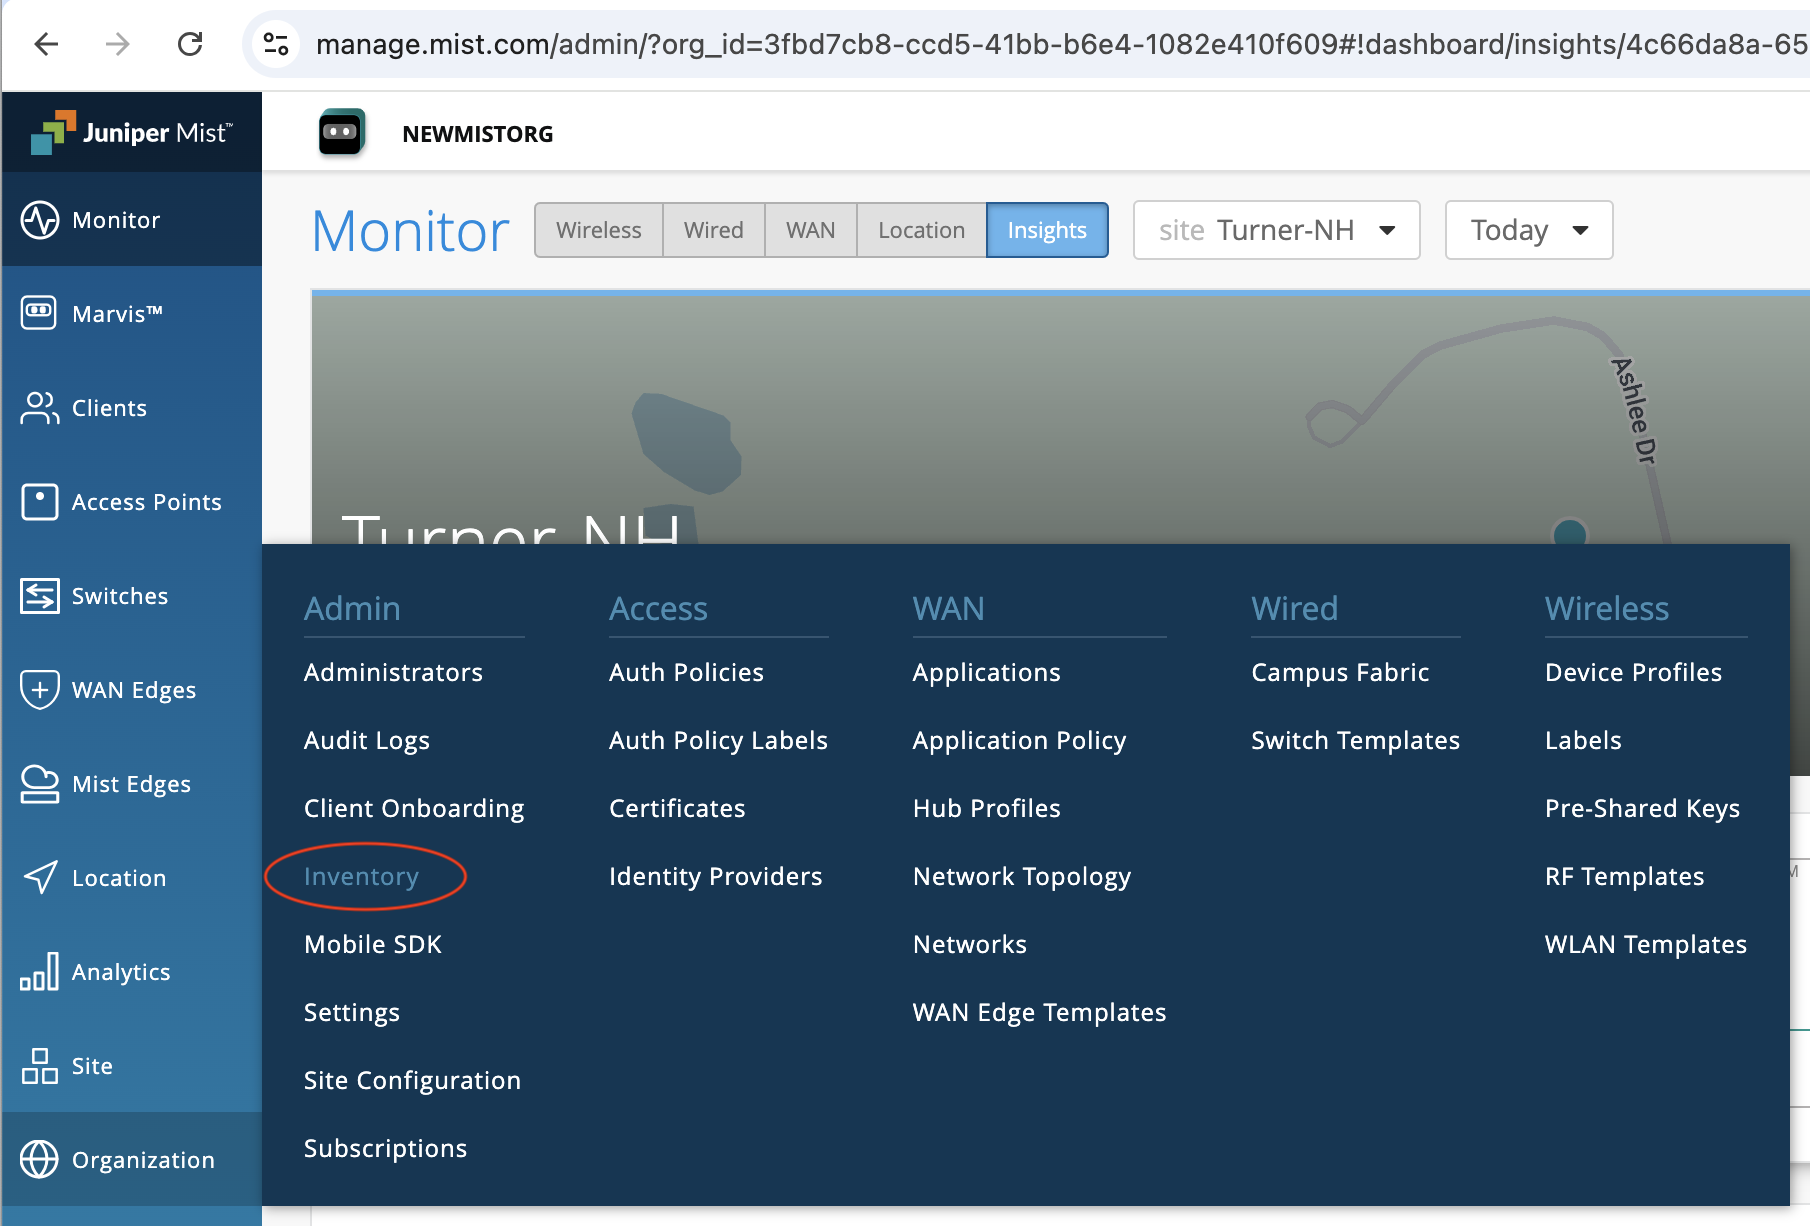 manage.mist.com/admin/?org_id=3fbd7cb8-ccd5-41bb-b6e4-1082e410f609#!dashboard/insights/4c66da8a-65
Juniper Mist™
NEWMISTORG
Monitor
Marvis™
Clients
Access Points
Switches
WAN Edges
Mist Edges
Location
Analytics
Site
Organization
Monitor
Wireless
Wired
WAN
Location
Insights
site Turner-NH
Today
Ashlee Dr
Turner-NH
Admin
Administrators
Audit Logs
Client Onboarding
Inventory
Mobile SDK
Settings
Site Configuration
Subscriptions
Access
Auth Policies
Auth Policy Labels
Certificates
Identity Providers
WAN
Applications
Application Policy
Hub Profiles
Network Topology
Networks
WAN Edge Templates
Wired
Campus Fabric
Switch Templates
Wireless
Device Profiles
Labels
Pre-Shared Keys
RF Templates
WLAN Templates